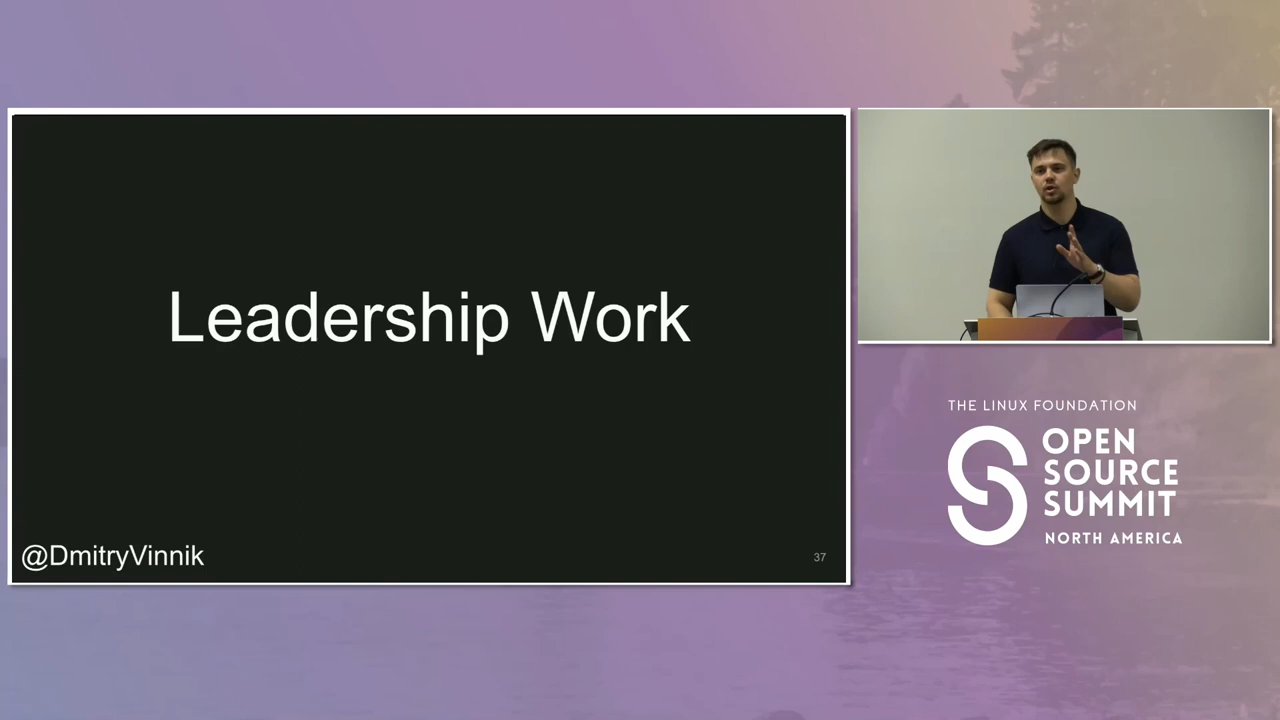 Leadership Work
@DmitryVinnik
37
THE LINUX FOUNDATION
OPEN
SOURCE
SUMMIT
NORTH AMERICA